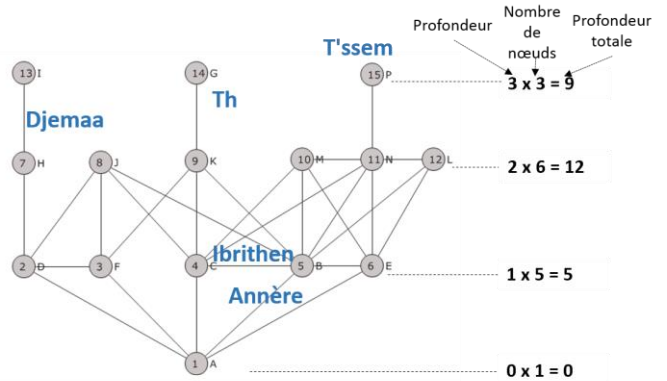 Profondeur
Nombre
de
nœuds
Profondeur
totale
T'ssem
13 I
14 G
15 P
3 x 3 = 9
Th
Djemaa
7 H
8 J
9 K
10 M
11 N
12 L
2 x 6 = 12
Ibrithen
2 D
3 F
4 C
5 B
6 E
1 x 5 = 5
Annère
1 A
0 x 1 = 0